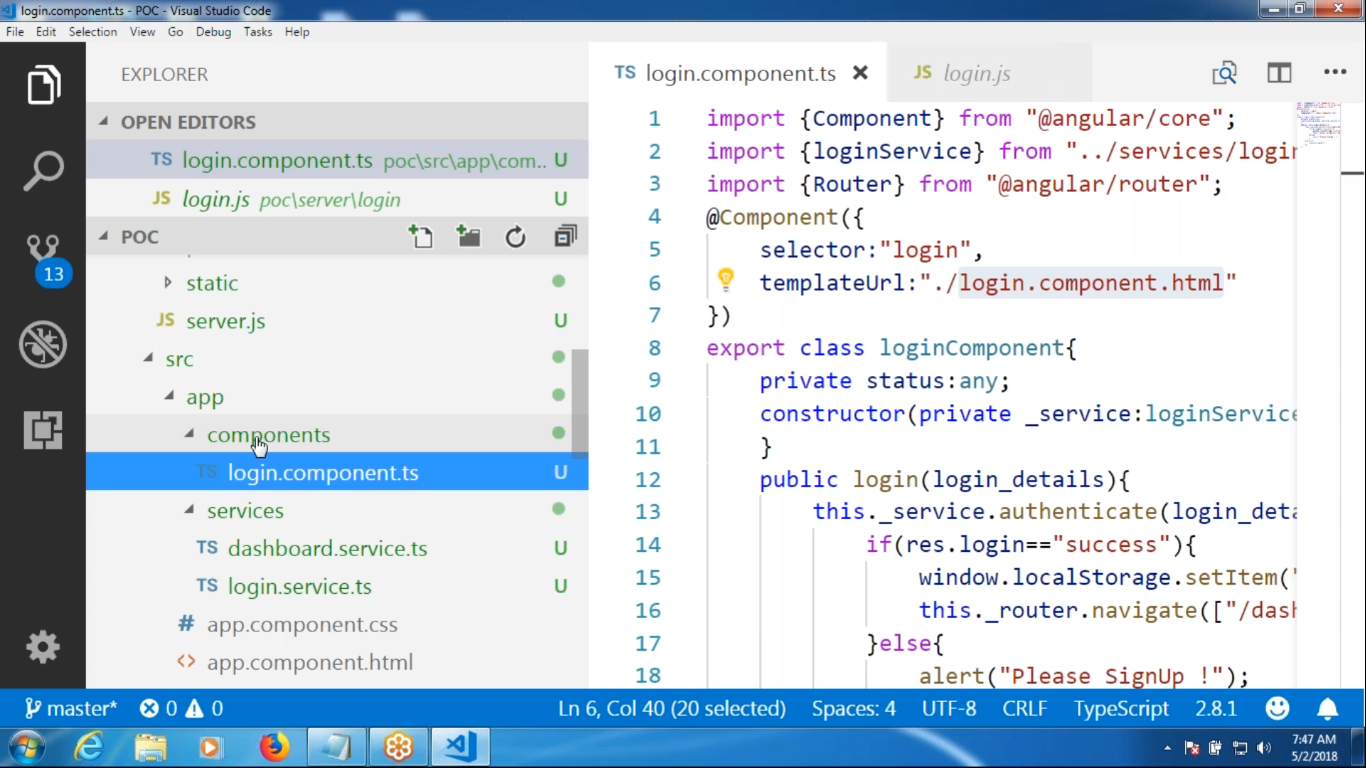 login.component.ts - POC - Visual Studio Code
File Edit Selection View Go Debug Tasks Help
EXPLORER
OPEN EDITORS
TS login.component.ts poc\src\app\com... U
JS login.js poc\server\login U
POC
static
JS server.js U
src
app
components
TS login.component.ts U
services
TS dashboard.service.ts U
TS login.service.ts U
# app.component.css
<> app.component.html
13
TS login.component.ts
JS login.js
1 import {Component} from "@angular/core";
2 import {loginService} from "../services/login
3 import {Router} from "@angular/router";
4 @Component({
5 selector:"login",
6 templateUrl:"./login.component.html"
7 })
8 export class loginComponent{
9 private status:any;
10 constructor(private _service:loginService
11 }
12 public login(login_details){
13 this._service.authenticate(login_deta
14 if(res.login=="success"){
15 window.localStorage.setItem("
16 this._router.navigate(["/dash
17 }else{
18 alert("Please SignUp !");
master* 0 0 Ln 6, Col 40 (20 selected) Spaces: 4 UTF-8 CRLF TypeScript 2.8.1
7:47 AM
5/2/2018